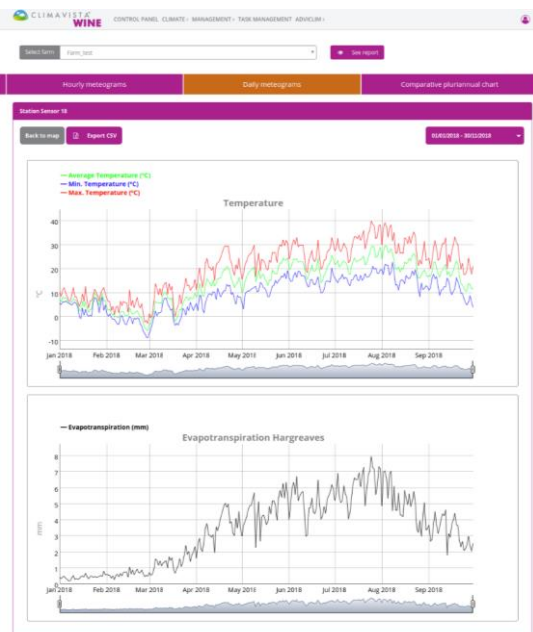 CLIMAVISTA
WINE
CONTROL PANEL CLIMATE MANAGEMENT TASK MANAGEMENT ADVICLIM
Select farm Farm_test See report
Hourly meteograms Daily meteograms Comparative pluriannual chart
Station Sensor 18
Back to map Export CSV 01/01/2018 - 30/11/2018
Average Temperature (°C)
Min. Temperature (°C)
Max. Temperature (°C)
Temperature
40
30
20
10
0
-10
°C
Jan 2018 Feb 2018 Mar 2018 Apr 2018 May 2018 Jun 2018 Jul 2018 Aug 2018 Sep 2018
Evapotranspiration (mm)
Evapotranspiration Hargreaves
8
7
6
5
4
3
2
1
0
mm
Jan 2018 Feb 2018 Mar 2018 Apr 2018 May 2018 Jun 2018 Jul 2018 Aug 2018 Sep 2018